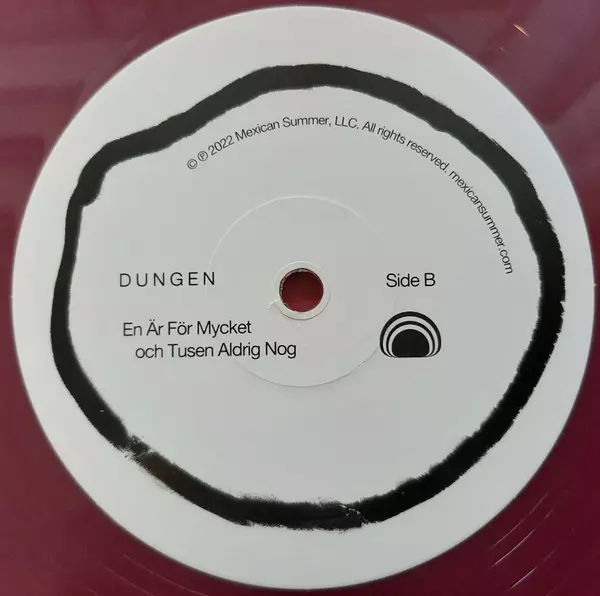 © ℗ 2022 Mexican Summer, LLC. All rights reserved. mexicansummer.com
DUNGEN
Side B
En Är För Mycket
och Tusen Aldrig Nog